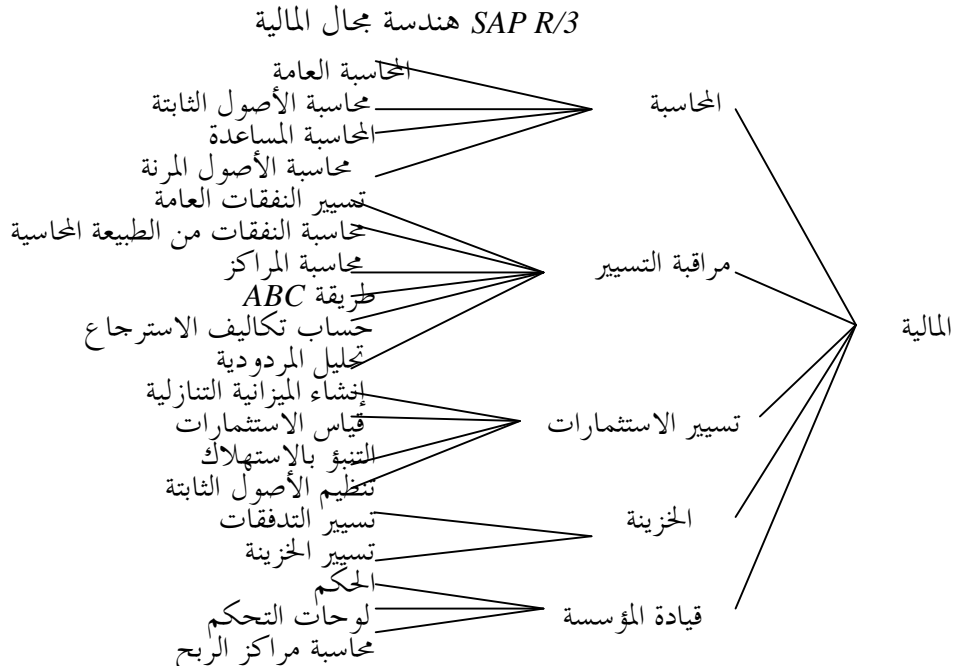 هندسة مجال المالية SAP R/3
المالية
المحاسبة
المحاسبة العامة
محاسبة الأصول الثابتة
المحاسبة المساعدة
محاسبة الأصول المرنة
مراقبة التسيير
تسيير النفقات العامة
محاسبة النفقات من الطبيعة المحاسية
محاسبة المراكز
طريقة ABC
حساب تكاليف الاسترجاع
تحليل المردودية
تسيير الاستثمارات
إنشاء الميزانية التنازلية
قياس الاستثمارات
التنبؤ بالإستهلاك
تنظيم الأصول الثابتة
الخزينة
تسيير التدفقات
تسيير الخزينة
قيادة المؤسسة
الحكم
لوحات التحكم
محاسبة مراكز الربح